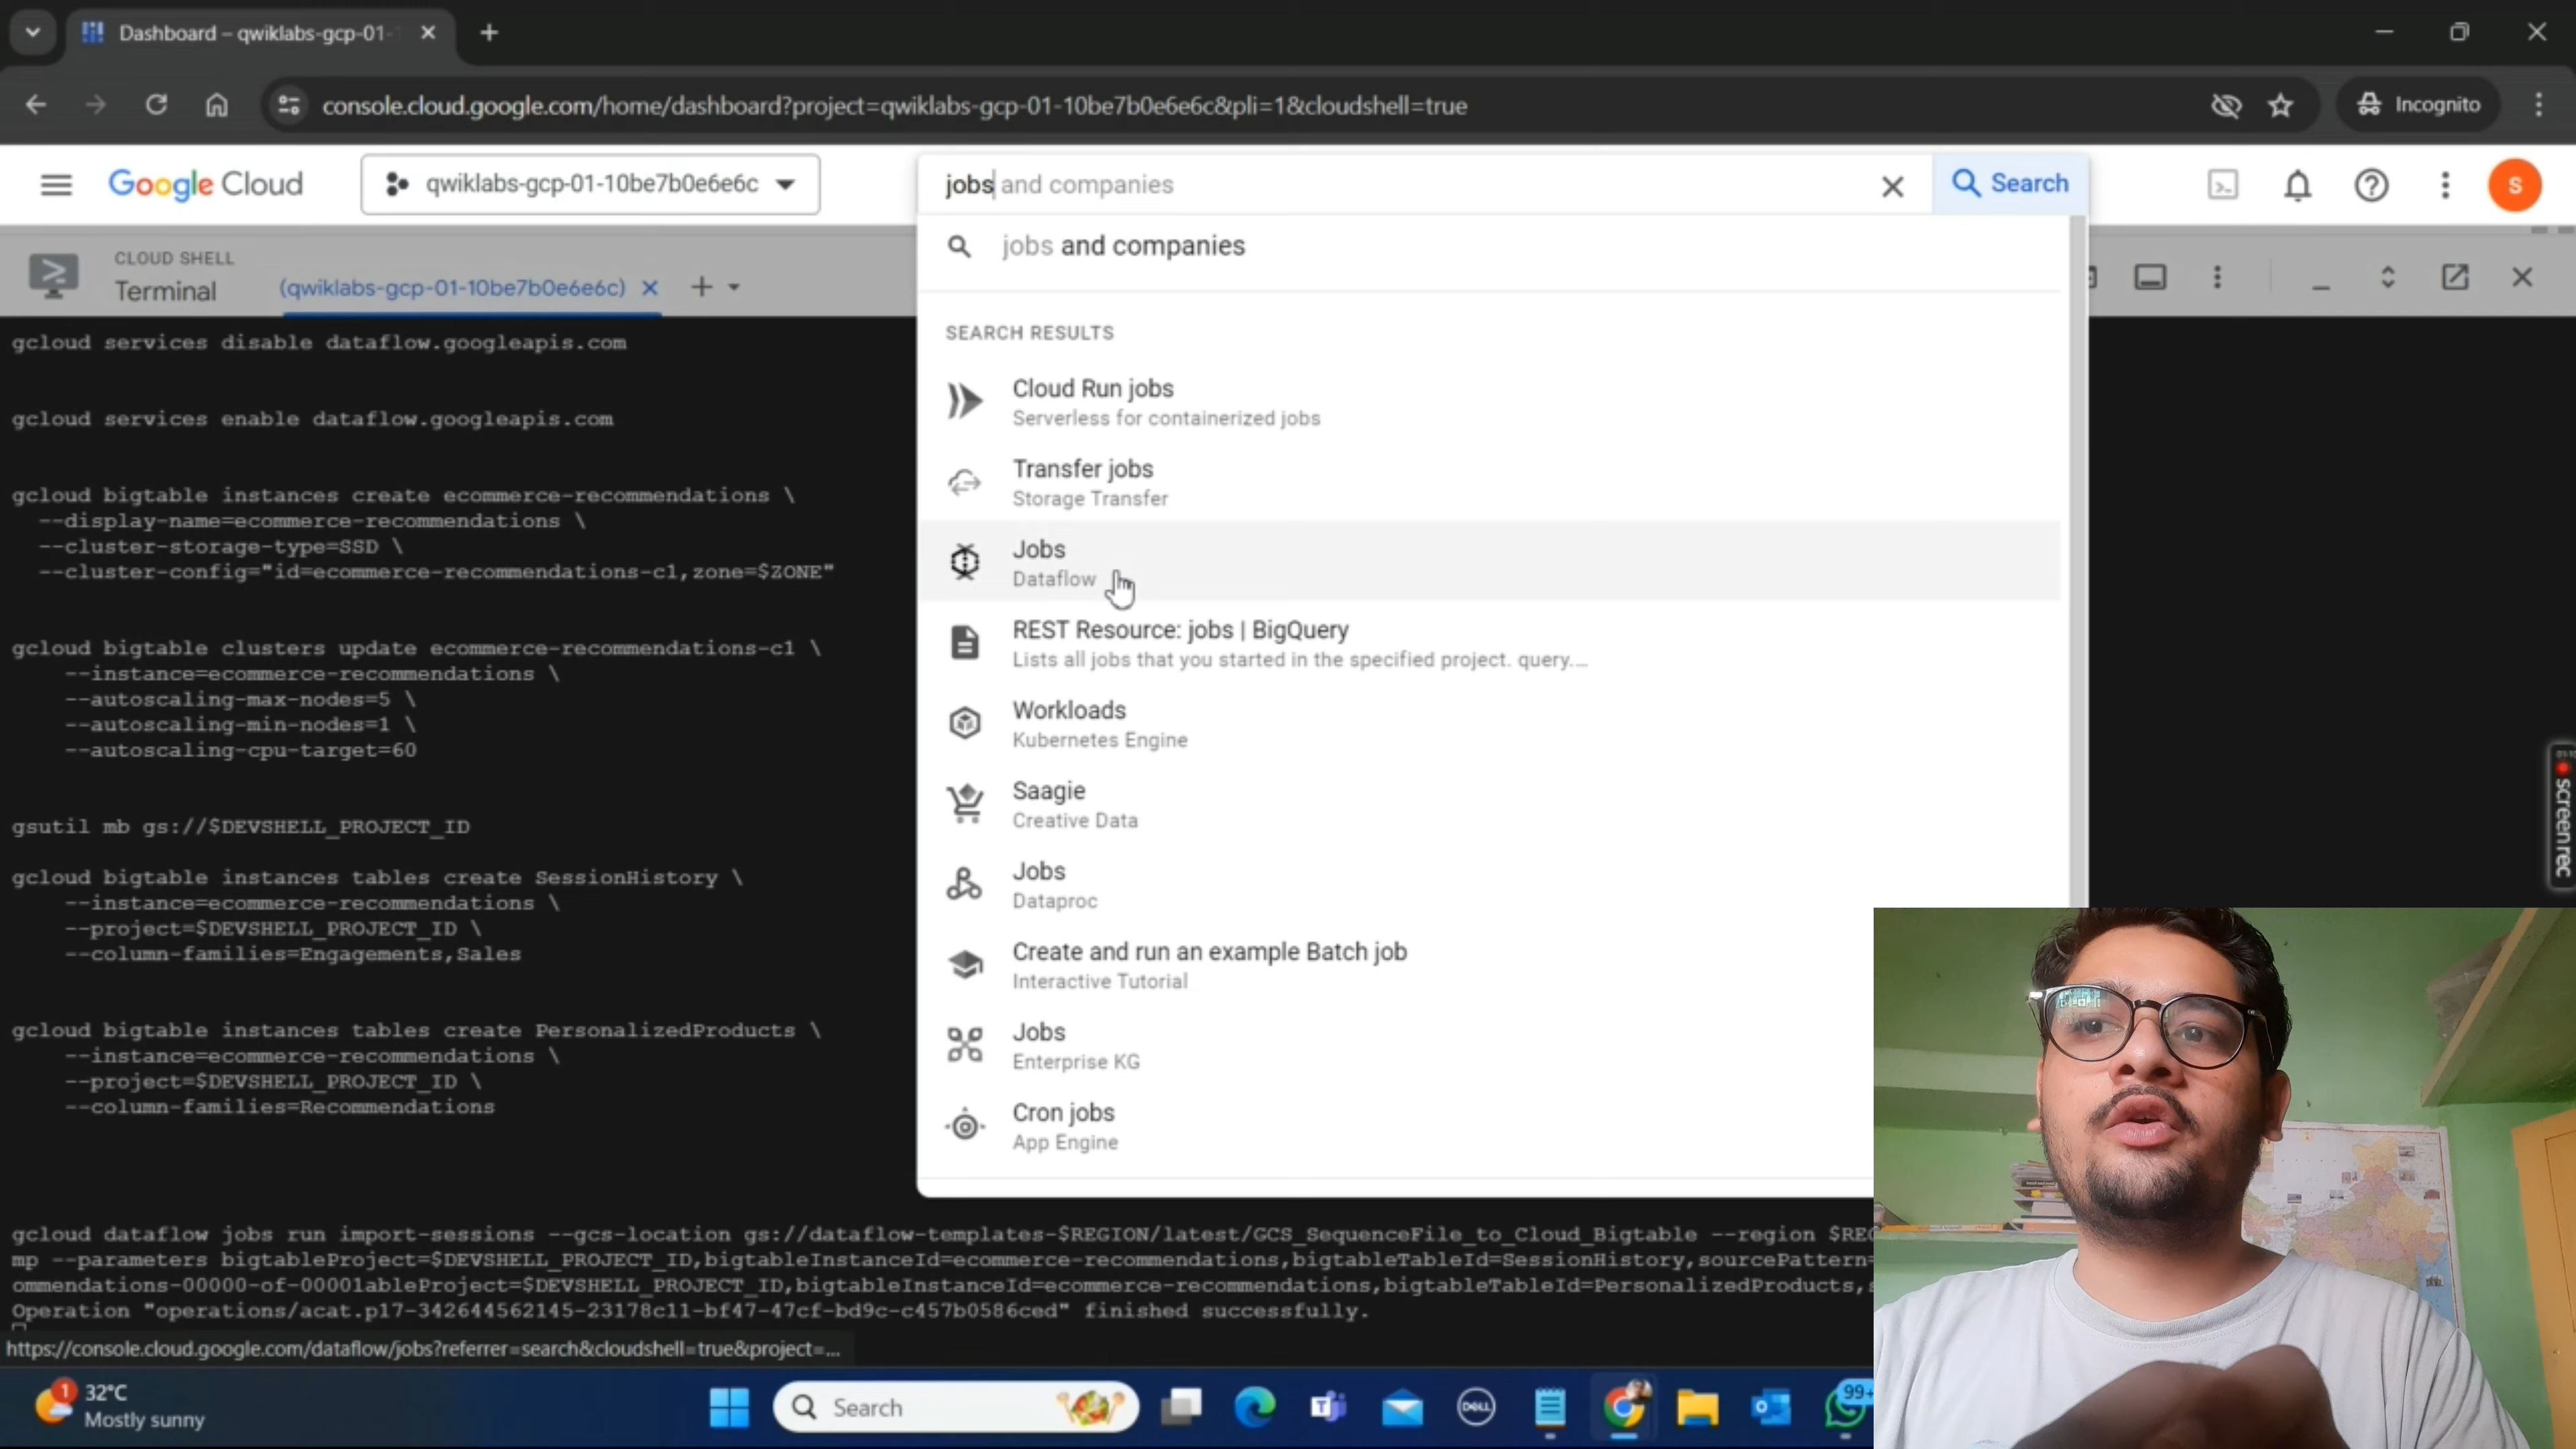 Dashboard – qwiklabs-gcp-01-
console.cloud.google.com/home/dashboard?project=qwiklabs-gcp-01-10be7b0e6e6c&pli=1&cloudshell=true
Incognito
Google Cloud
qwiklabs-gcp-01-10be7b0e6e6c
jobs and companies
Search
S
CLOUD SHELL
Terminal
(qwiklabs-gcp-01-10be7b0e6e6c)
jobs and companies
SEARCH RESULTS
Cloud Run jobs
Serverless for containerized jobs
Transfer jobs
Storage Transfer
Jobs
Dataflow
REST Resource: jobs | BigQuery
Lists all jobs that you started in the specified project. query....
Workloads
Kubernetes Engine
Saagie
Creative Data
Jobs
Dataproc
Create and run an example Batch job
Interactive Tutorial
Jobs
Enterprise KG
Cron jobs
App Engine
gcloud services disable dataflow.googleapis.com
gcloud services enable dataflow.googleapis.com
gcloud bigtable instances create ecommerce-recommendations \
--display-name=ecommerce-recommendations \
--cluster-storage-type=SSD \
--cluster-config="id=ecommerce-recommendations-c1,zone=$ZONE"
gcloud bigtable clusters update ecommerce-recommendations-c1 \
--instance=ecommerce-recommendations \
--autoscaling-max-nodes=5 \
--autoscaling-min-nodes=1 \
--autoscaling-cpu-target=60
gsutil mb gs://$DEVSHELL_PROJECT_ID
gcloud bigtable instances tables create SessionHistory \
--instance=ecommerce-recommendations \
--project=$DEVSHELL_PROJECT_ID \
--column-families=Engagements,Sales
gcloud bigtable instances tables create PersonalizedProducts \
--instance=ecommerce-recommendations \
--project=$DEVSHELL_PROJECT_ID \
--column-families=Recommendations
gcloud dataflow jobs run import-sessions --gcs-location gs://dataflow-templates-$REGION/latest/GCS_SequenceFile_to_Cloud_Bigtable --region $REG
mp --parameters bigtableProject=$DEVSHELL_PROJECT_ID,bigtableInstanceId=ecommerce-recommendations,bigtableTableId=SessionHistory,sourcePattern=
ommendations-00000-of-00001ableProject=$DEVSHELL_PROJECT_ID,bigtableInstanceId=ecommerce-recommendations,bigtableTableId=PersonalizedProducts,s
Operation "operations/acat.p17-342644562145-23178c11-bf47-47cf-bd9c-c457b0586ced" finished successfully.
https://console.cloud.google.com/dataflow/jobs?referrer=search&cloudshell=true&project=...
screenrec
1
32°C
Mostly sunny
Search
DELL
99+